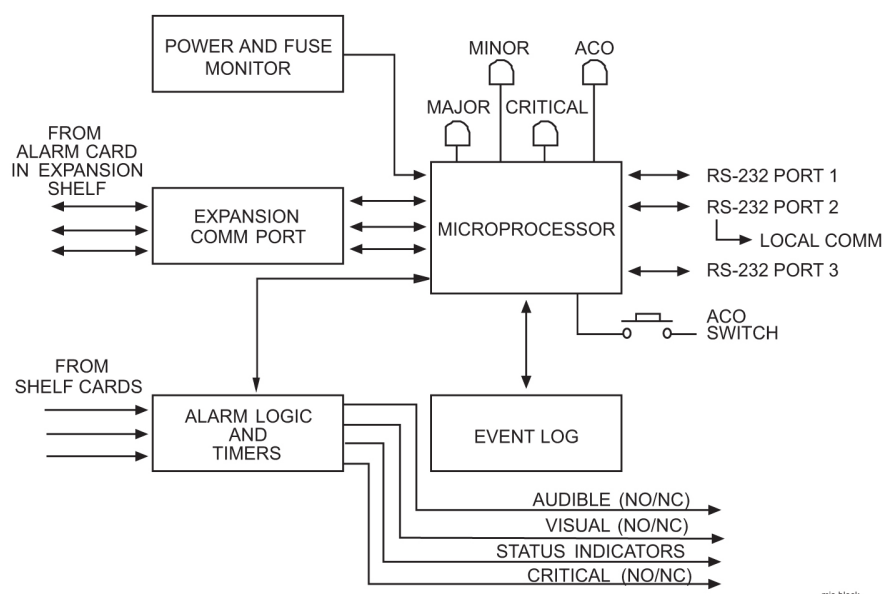 POWER AND FUSE
MONITOR
MINOR
ACO
MAJOR
CRITICAL
FROM
ALARM CARD
IN EXPANSION
SHELF
EXPANSION
COMM PORT
MICROPROCESSOR
RS-232 PORT 1
RS-232 PORT 2
LOCAL COMM
RS-232 PORT 3
ACO
SWITCH
FROM
SHELF CARDS
ALARM LOGIC
AND
TIMERS
EVENT LOG
AUDIBLE (NO/NC)
VISUAL (NO/NC)
STATUS INDICATORS
CRITICAL (NO/NC)